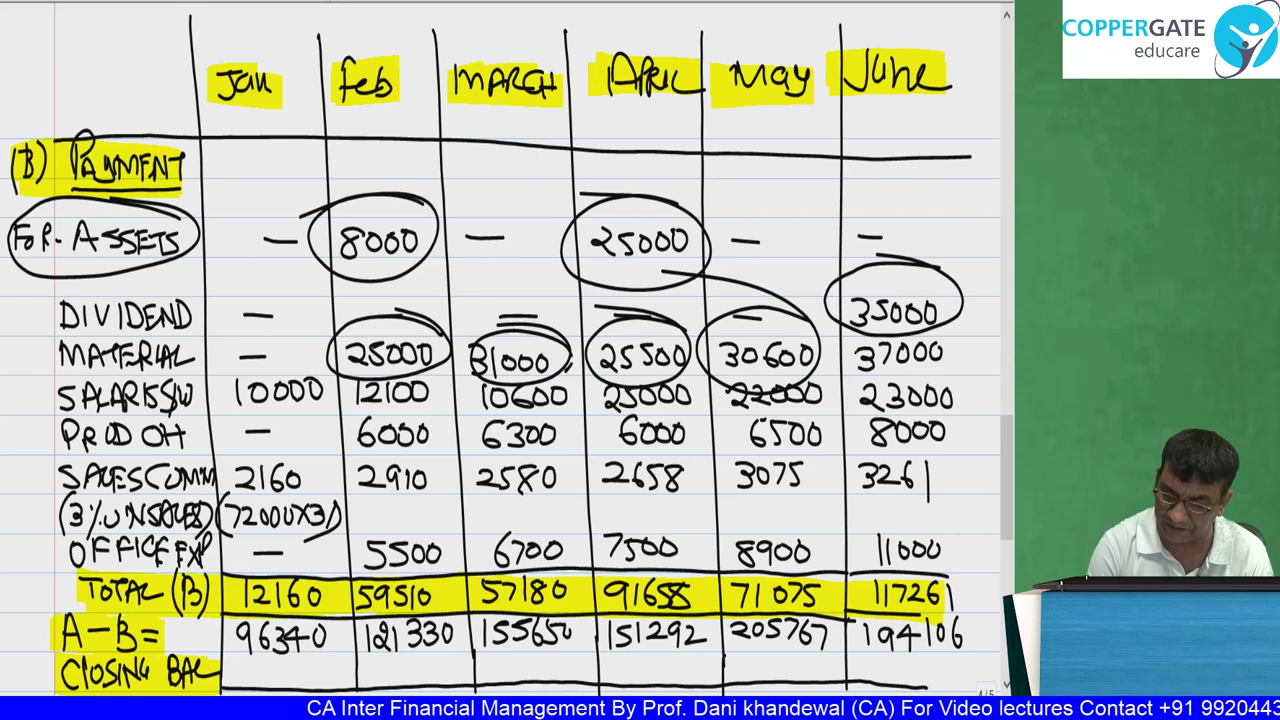 COPPERGATE
educare
Jan Feb MARCH APRIL May June
(B) PAYMENT
FOR - ASSETS — 8000 — 25000 — —
DIVIDEND — — = — — 35000
MATERIAL — 25000 31000 25500 30600 37000
SALARIES/W 10000 12100 10600 25000 22000 23000
PROD OH — 6000 6300 6000 6500 8000
SALES COMM 2160 2910 2580 2658 3075 3261
(3% ON SALES) (72000X3)
OFFICE EXP — 5500 6700 7500 8900 11000
TOTAL (B) 12160 59510 57180 91658 71075 117261
A - B = 96340 121330 155650 151292 205767 194106
CLOSING BAL
4/5
CA Inter Financial Management By Prof. Dani khandewal (CA) For Video lectures Contact +91 9920443